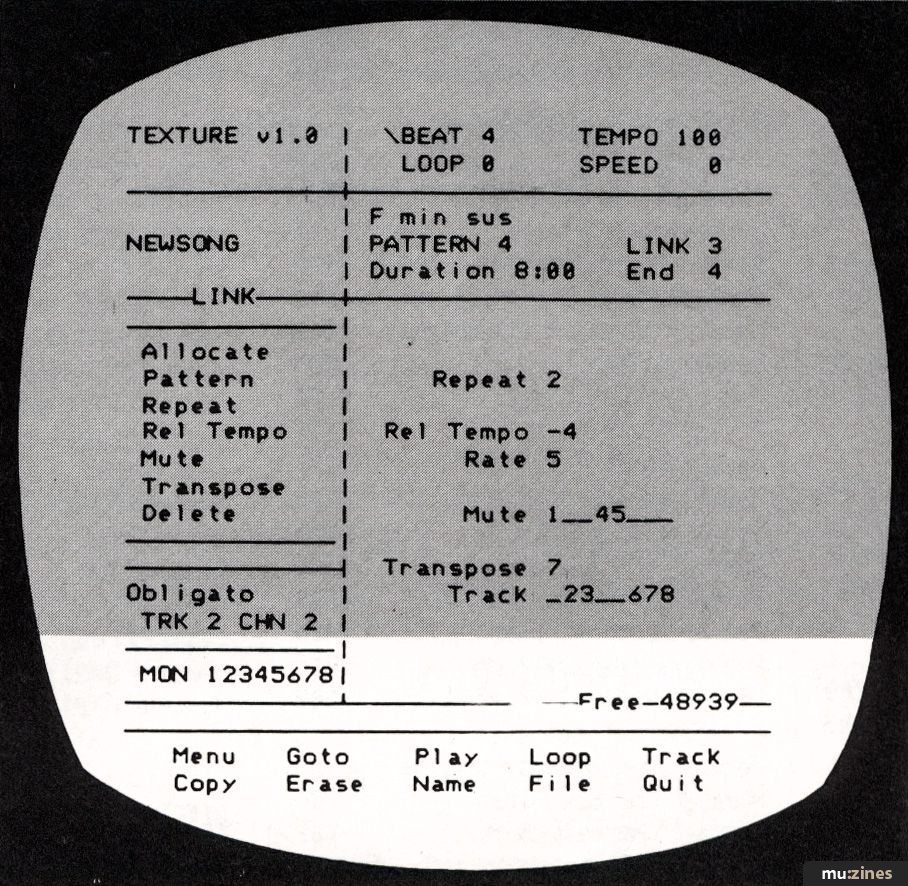 TEXTURE v1.0 | \BEAT 4 TEMPO 100
| LOOP 0 SPEED 0
| F min sus
NEWSONG | PATTERN 4 LINK 3
| Duration 8:00 End 4
——LINK——
Allocate |
Pattern | Repeat 2
Repeat |
Rel Tempo | Rel Tempo -4
Mute | Rate 5
Transpose |
Delete | Mute 1__45___
Transpose 7
Obligato | Track _23__678
TRK 2 CHN 2 |
MON 12345678|
—Free—48939—
Menu Goto Play Loop Track
Copy Erase Name File Quit
mu:zines